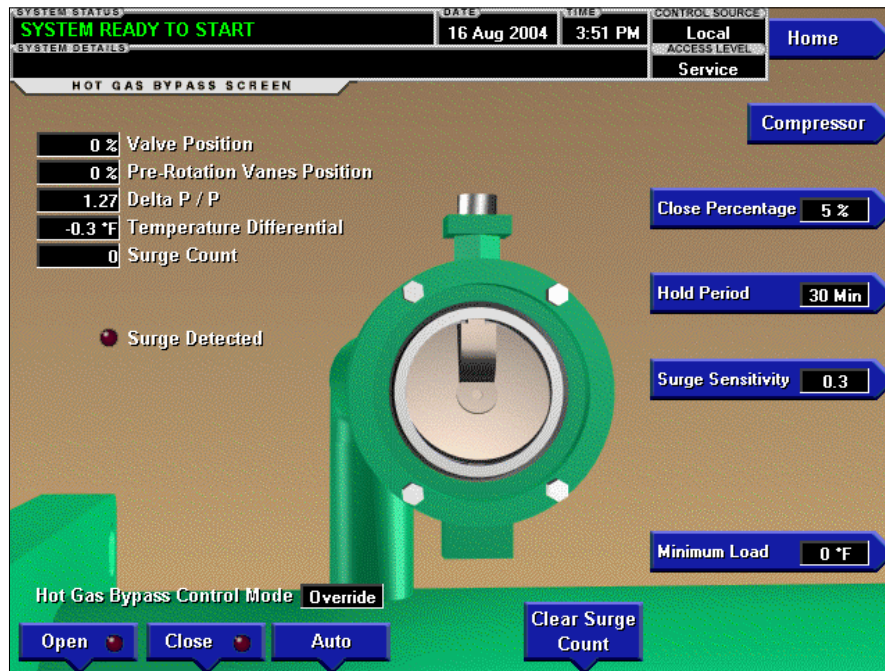 SYSTEM STATUS
SYSTEM READY TO START
DATE
16 Aug 2004
TIME
3:51 PM
CONTROL SOURCE
Local
ACCESS LEVEL
Service
SYSTEM DETAILS
HOT GAS BYPASS SCREEN
Home
Compressor
0 % Valve Position
0 % Pre-Rotation Vanes Position
1.27 Delta P / P
-0.3 °F Temperature Differential
0 Surge Count
Surge Detected
Close Percentage 5 %
Hold Period 30 Min
Surge Sensitivity 0.3
Minimum Load 0 °F
Hot Gas Bypass Control Mode Override
Open
Close
Auto
Clear Surge
Count